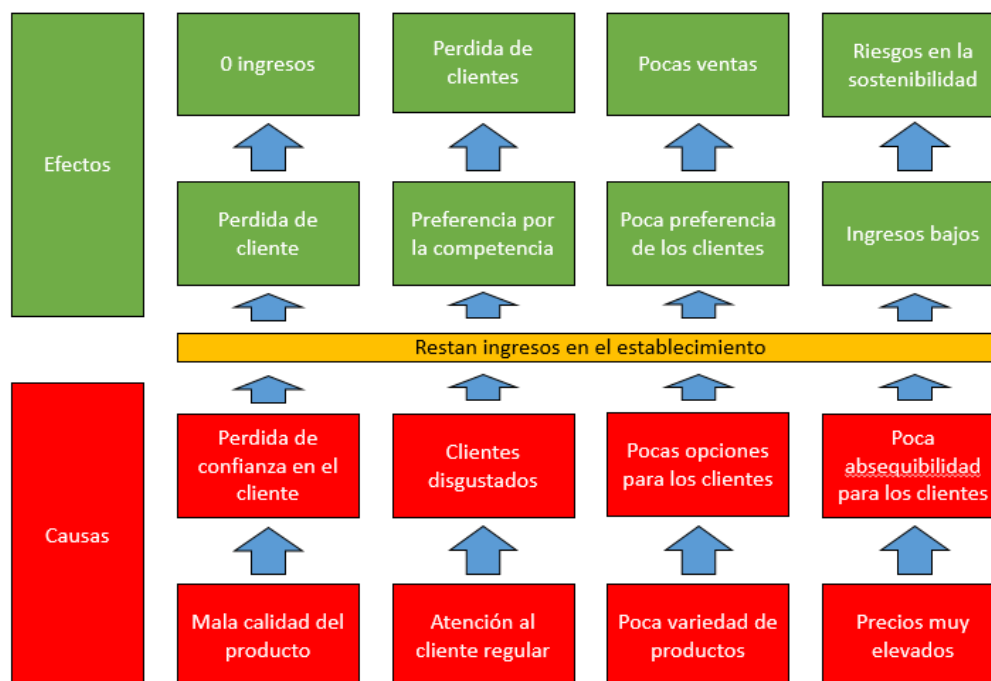 0 ingresos
Perdida de
clientes
Pocas ventas
Riesgos en la
sostenibilidad
Efectos
Perdida de
cliente
Preferencia por
la competencia
Poca preferencia
de los clientes
Ingresos bajos
Restan ingresos en el establecimiento
Perdida de
confianza en el
cliente
Clientes
disgustados
Pocas opciones
para los clientes
Poca
absequibilidad
para los clientes
Causas
Mala calidad del
producto
Atención al
cliente regular
Poca variedad de
productos
Precios muy
elevados